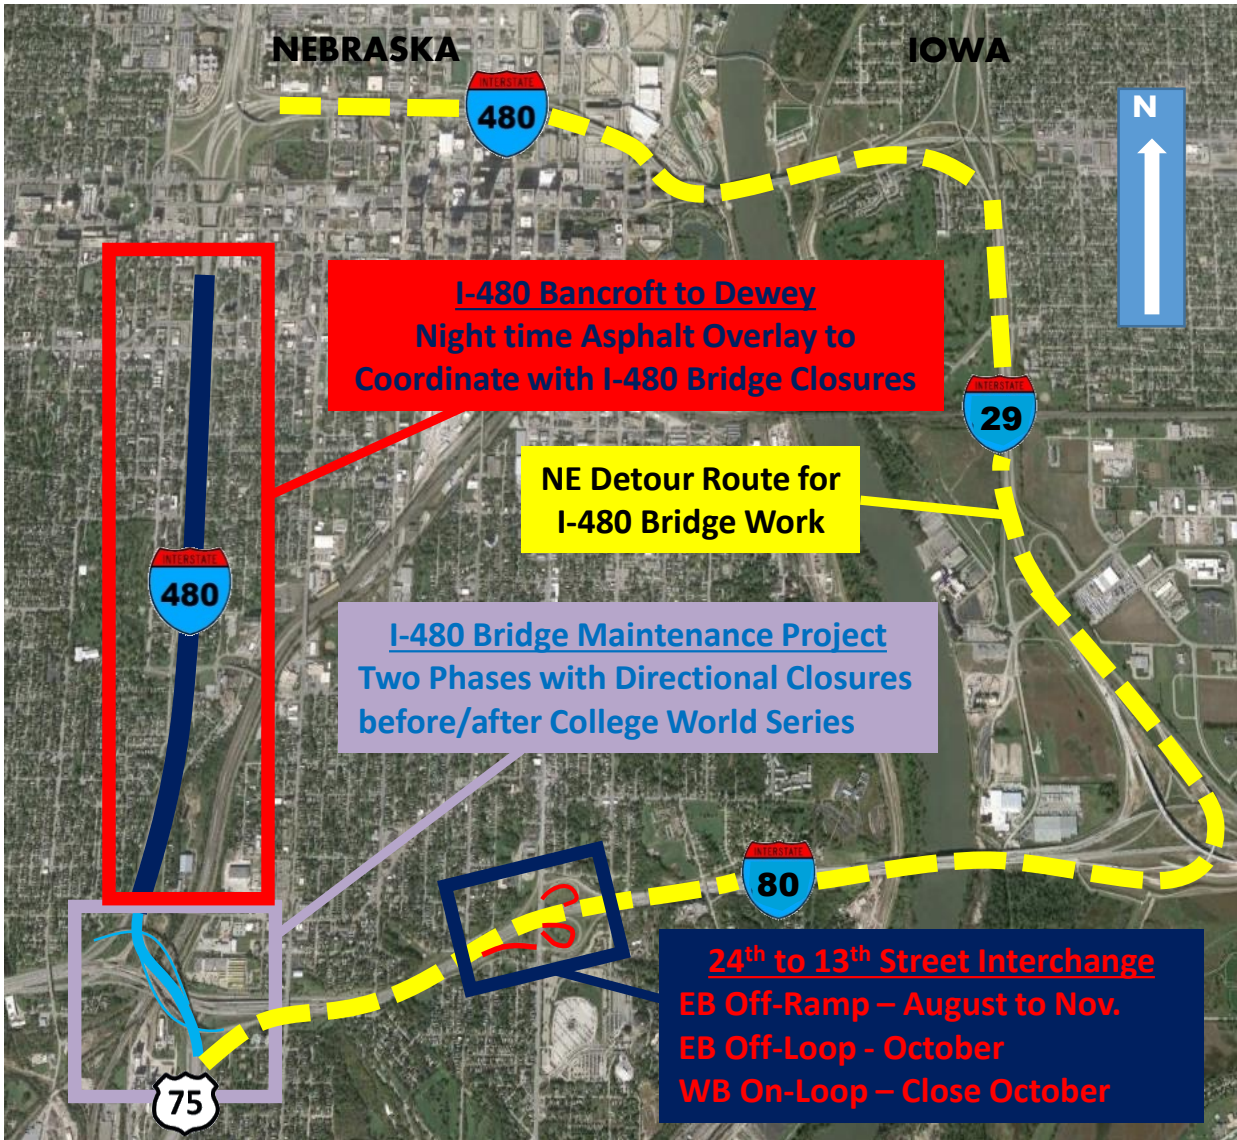 NEBRASKA
IOWA
N
INTERSTATE
480
I-480 Bancroft to Dewey
Night time Asphalt Overlay to
Coordinate with I-480 Bridge Closures
INTERSTATE
29
NE Detour Route for
I-480 Bridge Work
INTERSTATE
480
I-480 Bridge Maintenance Project
Two Phases with Directional Closures
before/after College World Series
INTERSTATE
80
24th to 13th Street Interchange
EB Off-Ramp – August to Nov.
EB Off-Loop - October
WB On-Loop – Close October
75